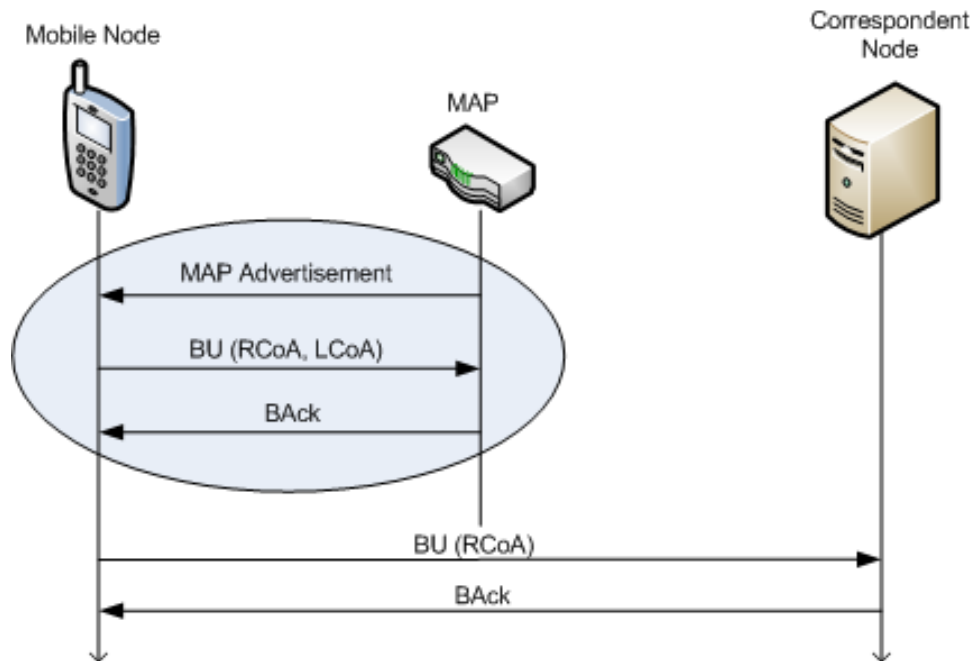 Mobile Node
MAP
Correspondent
Node
MAP Advertisement
BU (RCoA, LCoA)
BAck
BU (RCoA)
BAck